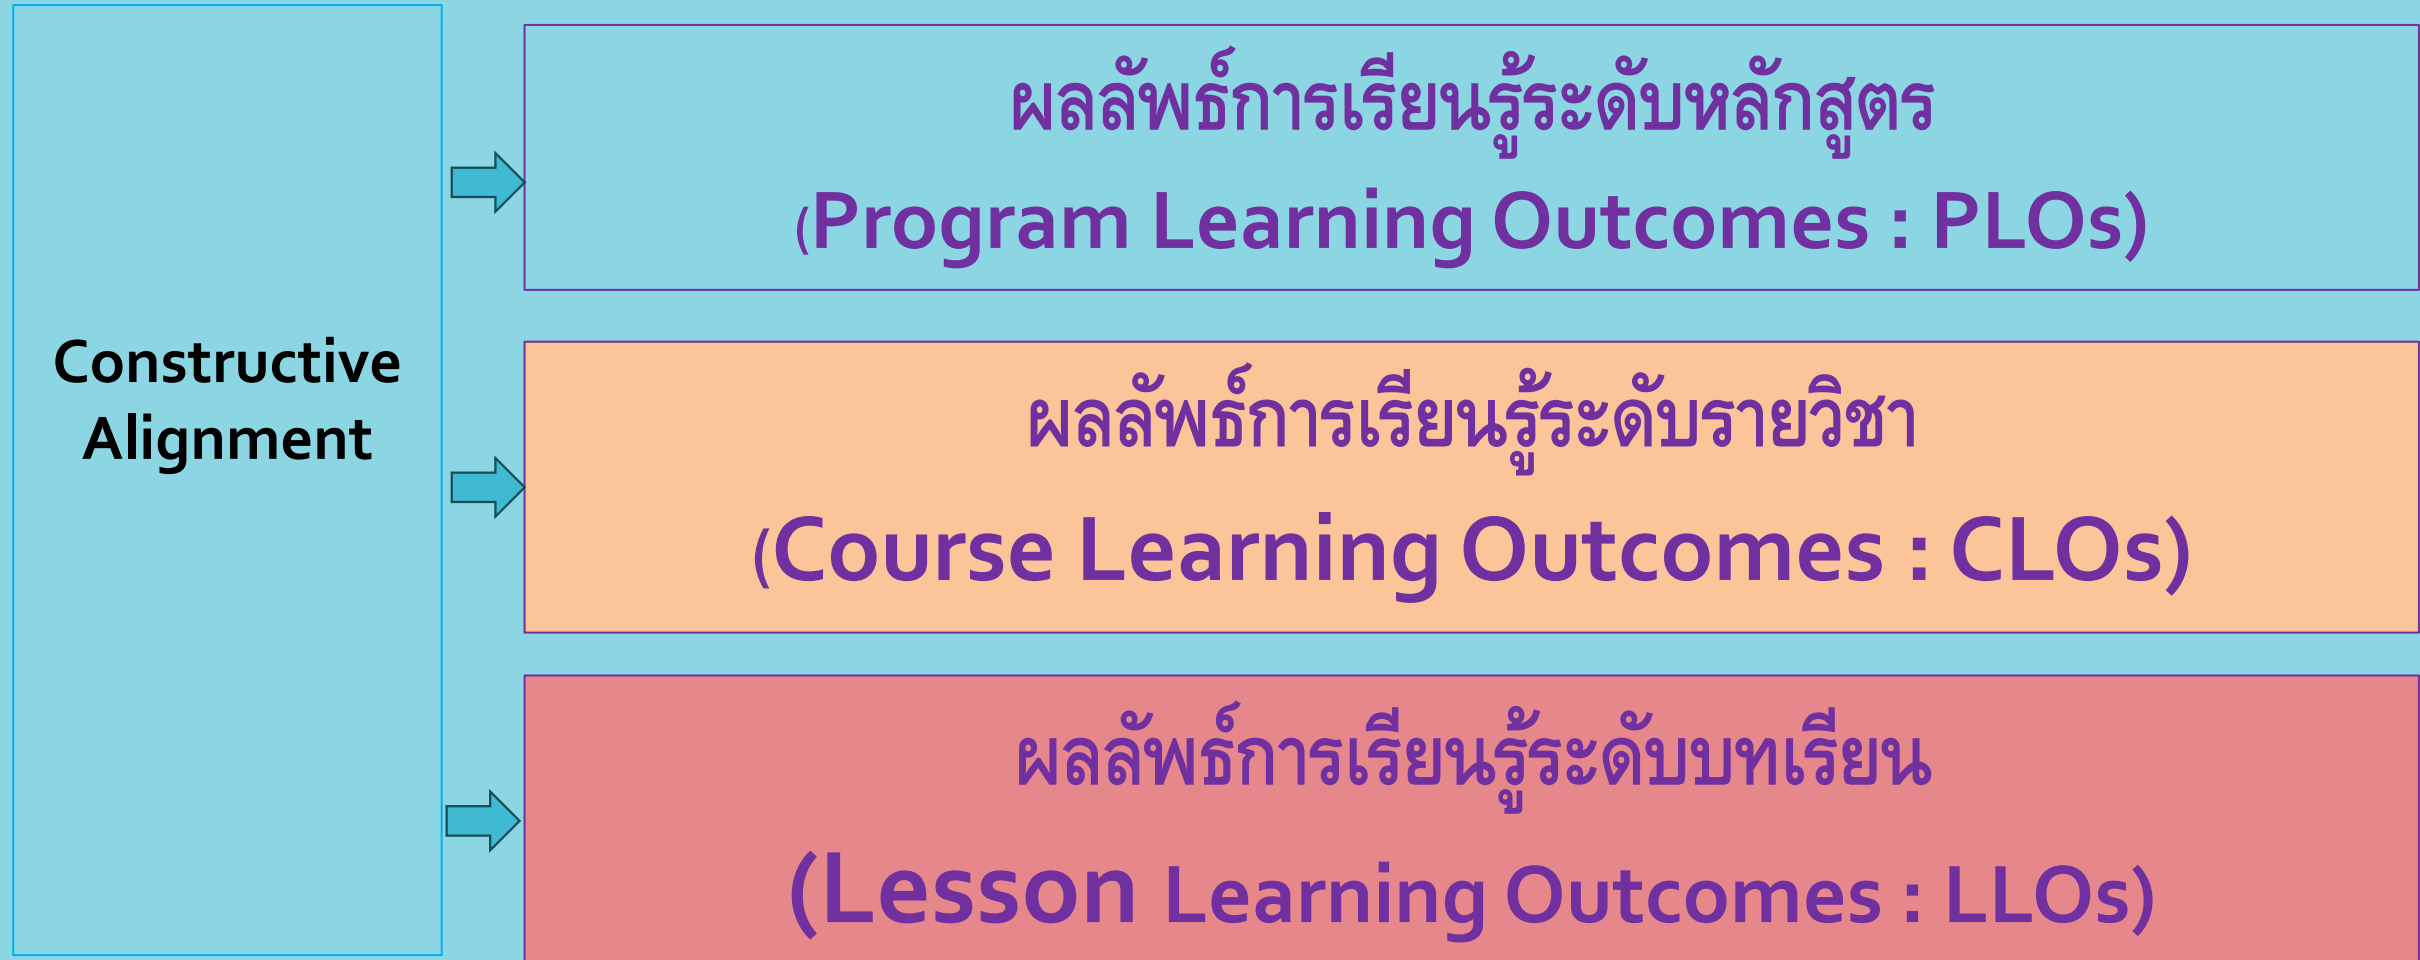 Constructive
Alignment
ผลลัพธ์การเรียนรู้ระดับหลักสูตร
(Program Learning Outcomes : PLOs)
ผลลัพธ์การเรียนรู้ระดับรายวิชา
(Course Learning Outcomes : CLOs)
ผลลัพธ์การเรียนรู้ระดับบทเรียน
(Lesson Learning Outcomes : LLOs)